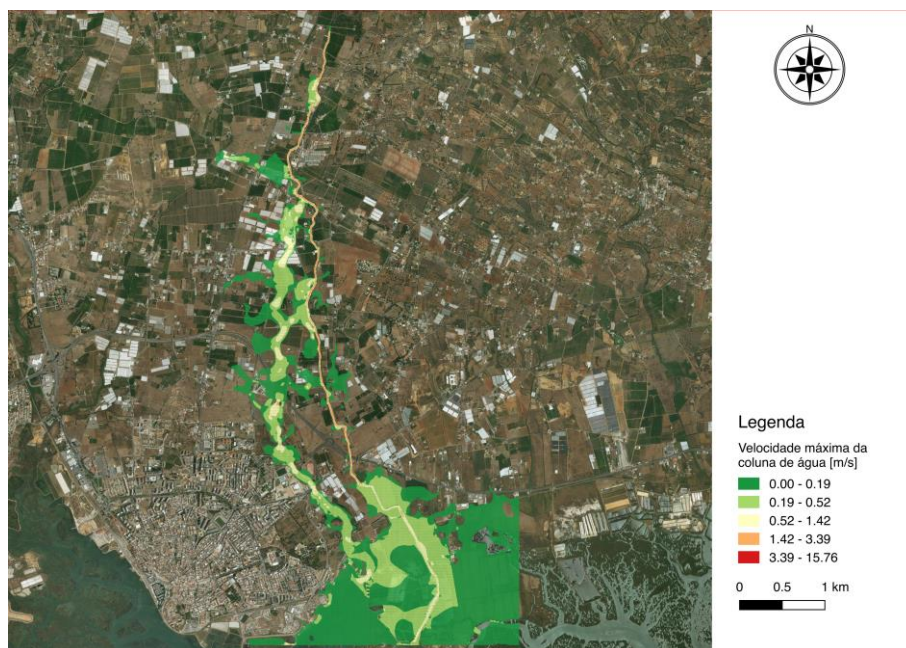 N
Legenda
Velocidade máxima da
coluna de água [m/s]
0.00 - 0.19
0.19 - 0.52
0.52 - 1.42
1.42 - 3.39
3.39 - 15.76
0 0.5 1 km